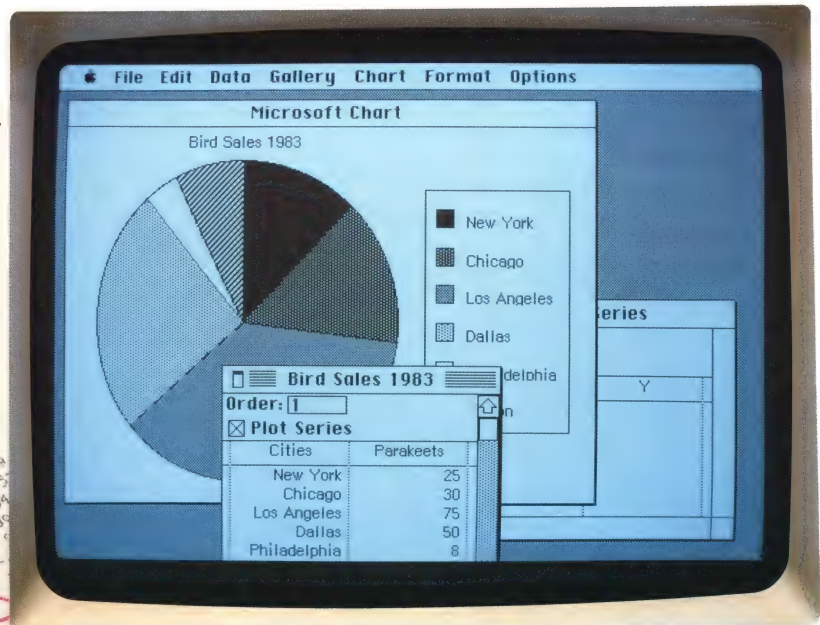 File Edit Data Gallery Chart Format Options
Microsoft Chart
Bird Sales 1983
New York
Chicago
Los Angeles
Dallas
delphia
n
eries
Y
Bird Sales 1983
Order: 1
Plot Series
Cities Parakeets
New York 25
Chicago 30
Los Angeles 75
Dallas 50
Philadelphia 8